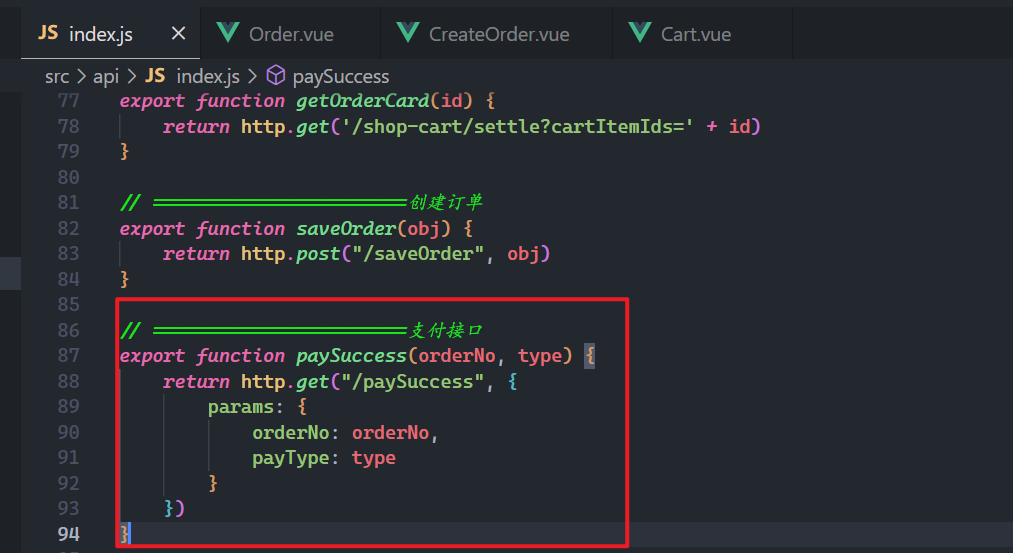 JS index.js × Order.vue CreateOrder.vue Cart.vue
src > api > JS index.js > paySuccess
77 export function getOrderCard(id) {
78 return http.get('/shop-cart/settle?cartItemIds=' + id)
79 }
80
81 // =======================创建订单
82 export function saveOrder(obj) {
83 return http.post("/saveOrder", obj)
84 }
85
86 // =======================支付接口
87 export function paySuccess(orderNo, type) {
88 return http.get("/paySuccess", {
89 params: {
90 orderNo: orderNo,
91 payType: type
92 }
93 })
94 }